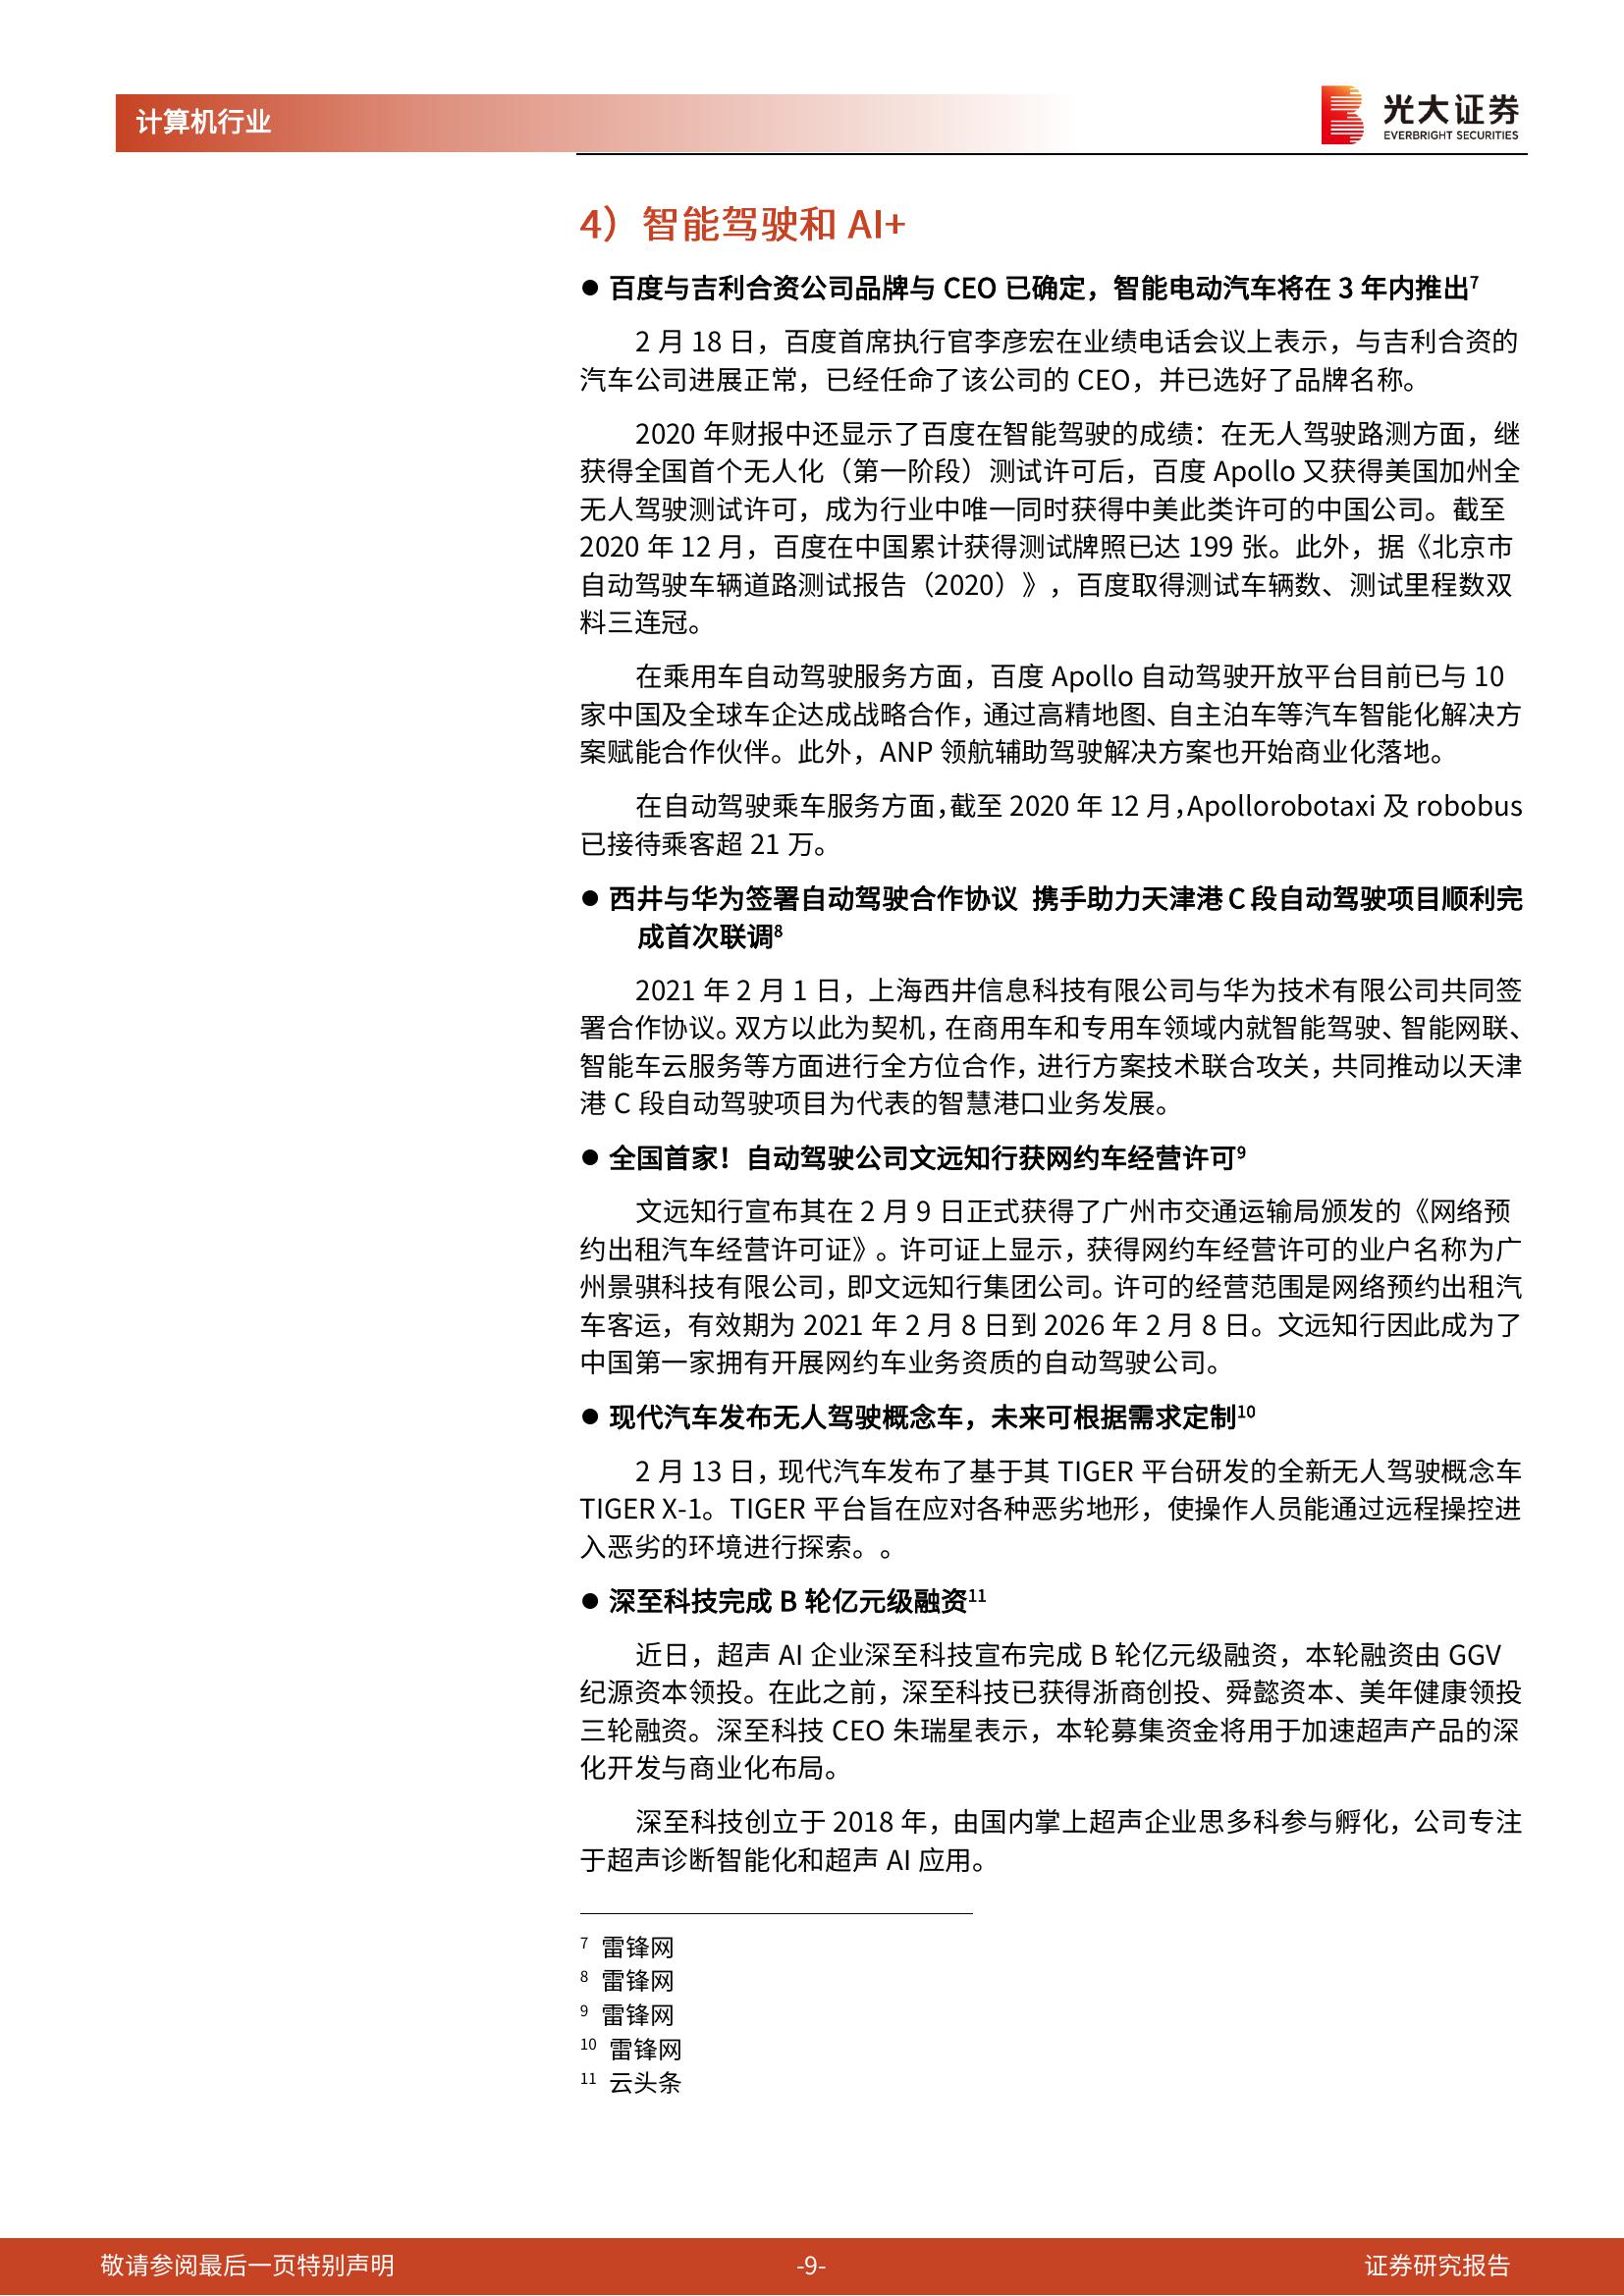 计算机行业
光大证券
EVERBRIGHT SECURITIES
4）智能驾驶和 AI+
● 百度与吉利合资公司品牌与 CEO 已确定，智能电动汽车将在 3 年内推出7
2 月 18 日，百度首席执行官李彦宏在业绩电话会议上表示，与吉利合资的
汽车公司进展正常，已经任命了该公司的 CEO，并已选好了品牌名称。
2020 年财报中还显示了百度在智能驾驶的成绩：在无人驾驶路测方面，继
获得全国首个无人化（第一阶段）测试许可后，百度 Apollo 又获得美国加州全
无人驾驶测试许可，成为行业中唯一同时获得中美此类许可的中国公司。截至
2020 年 12 月，百度在中国累计获得测试牌照已达 199 张。此外，据《北京市
自动驾驶车辆道路测试报告（2020）》，百度取得测试车辆数、测试里程数双
料三连冠。
在乘用车自动驾驶服务方面，百度 Apollo 自动驾驶开放平台目前已与 10
家中国及全球车企达成战略合作，通过高精地图、自主泊车等汽车智能化解决方
案赋能合作伙伴。此外，ANP 领航辅助驾驶解决方案也开始商业化落地。
在自动驾驶乘车服务方面，截至 2020 年 12 月，Apollorobotaxi 及 robobus
已接待乘客超 21 万。
● 西井与华为签署自动驾驶合作协议 携手助力天津港 C 段自动驾驶项目顺利完
成首次联调8
2021 年 2 月 1 日，上海西井信息科技有限公司与华为技术有限公司共同签
署合作协议。双方以此为契机，在商用车和专用车领域内就智能驾驶、智能网联、
智能车云服务等方面进行全方位合作，进行方案技术联合攻关，共同推动以天津
港 C 段自动驾驶项目为代表的智慧港口业务发展。
● 全国首家！自动驾驶公司文远知行获网约车经营许可9
文远知行宣布其在 2 月 9 日正式获得了广州市交通运输局颁发的《网络预
约出租汽车经营许可证》。许可证上显示，获得网约车经营许可的业户名称为广
州景骐科技有限公司，即文远知行集团公司。许可的经营范围是网络预约出租汽
车客运，有效期为 2021 年 2 月 8 日到 2026 年 2 月 8 日。文远知行因此成为了
中国第一家拥有开展网约车业务资质的自动驾驶公司。
● 现代汽车发布无人驾驶概念车，未来可根据需求定制10
2 月 13 日，现代汽车发布了基于其 TIGER 平台研发的全新无人驾驶概念车
TIGER X-1。TIGER 平台旨在应对各种恶劣地形，使操作人员能通过远程操控进
入恶劣的环境进行探索。。
● 深至科技完成 B 轮亿元级融资11
近日，超声 AI 企业深至科技宣布完成 B 轮亿元级融资，本轮融资由 GGV
纪源资本领投。在此之前，深至科技已获得浙商创投、舜懿资本、美年健康领投
三轮融资。深至科技 CEO 朱瑞星表示，本轮募集资金将用于加速超声产品的深
化开发与商业化布局。
深至科技创立于 2018 年，由国内掌上超声企业思多科参与孵化，公司专注
于超声诊断智能化和超声 AI 应用。
7 雷锋网
8 雷锋网
9 雷锋网
10 雷锋网
11 云头条
敬请参阅最后一页特别声明
-9-
证券研究报告